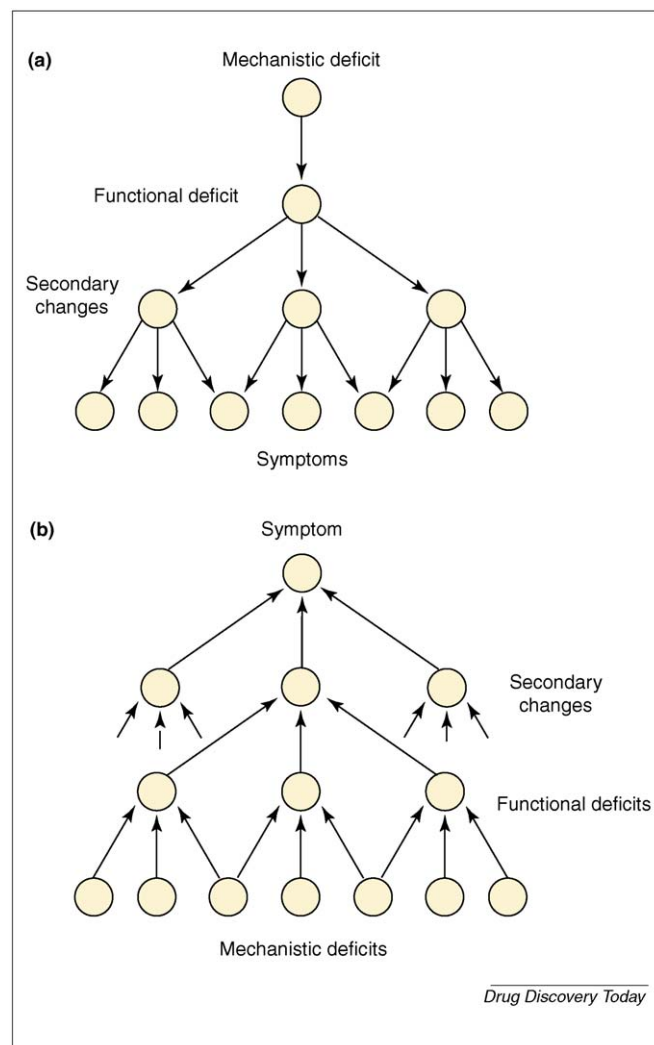 (a)
Mechanistic deficit
Functional deficit
Secondary
changes
Symptoms
(b)
Symptom
Secondary
changes
Functional deficits
Mechanistic deficits
Drug Discovery Today